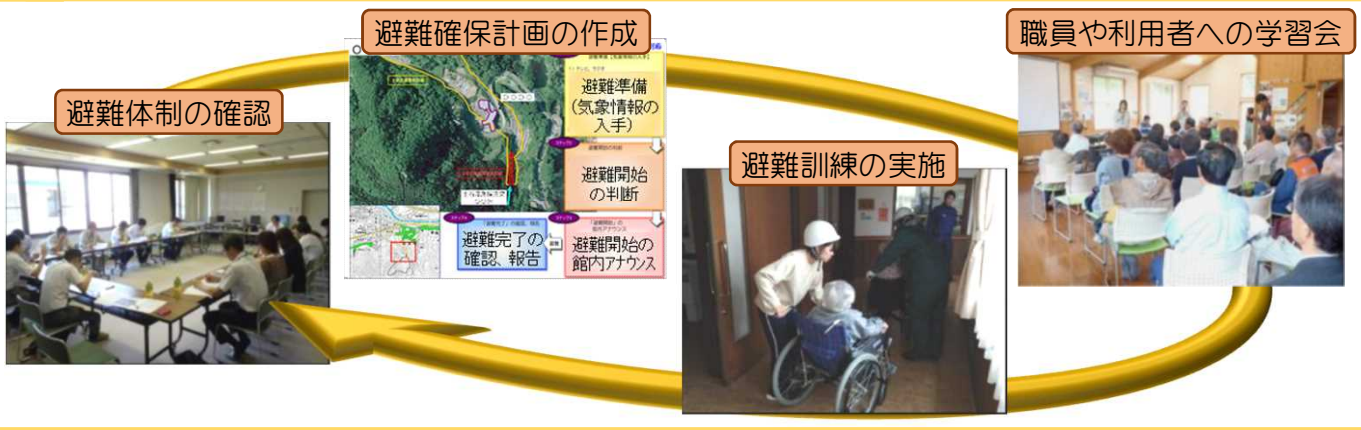 避難確保計画の作成
職員や利用者への学習会
避難体制の確認
避難訓練の実施
避難準備
(気象情報の
入手)
避難開始
の判断
避難開始の
館内アナウンス
避難完了の
確認、報告